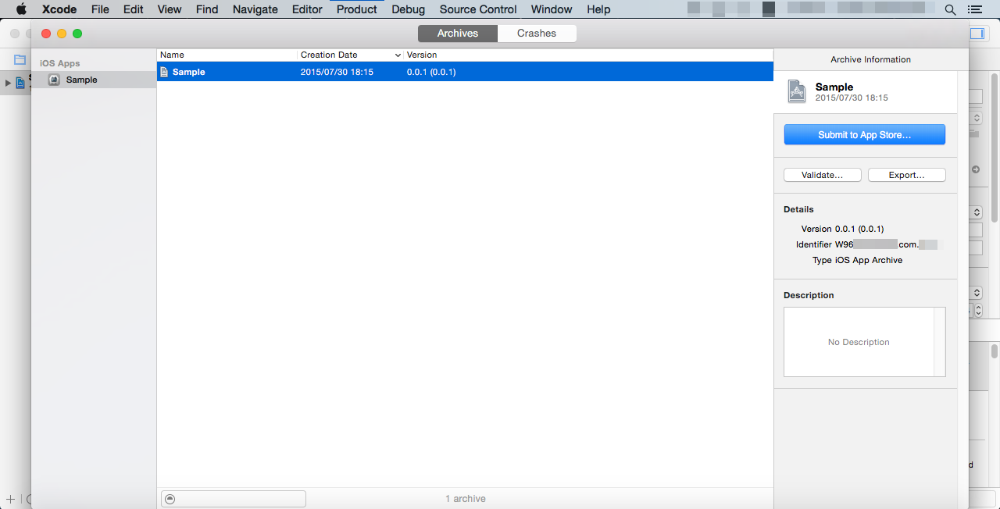 Xcode File Edit View Find Navigate Editor Product Debug Source Control Window Help
Archives Crashes
iOS Apps
Sample
Name Creation Date Version
Sample 2015/07/30 18:15 0.0.1 (0.0.1)
Archive Information
Sample
2015/07/30 18:15
Submit to App Store...
Validate... Export...
Details
Version 0.0.1 (0.0.1)
Identifier W96 com.
Type iOS App Archive
Description
No Description
1 archive